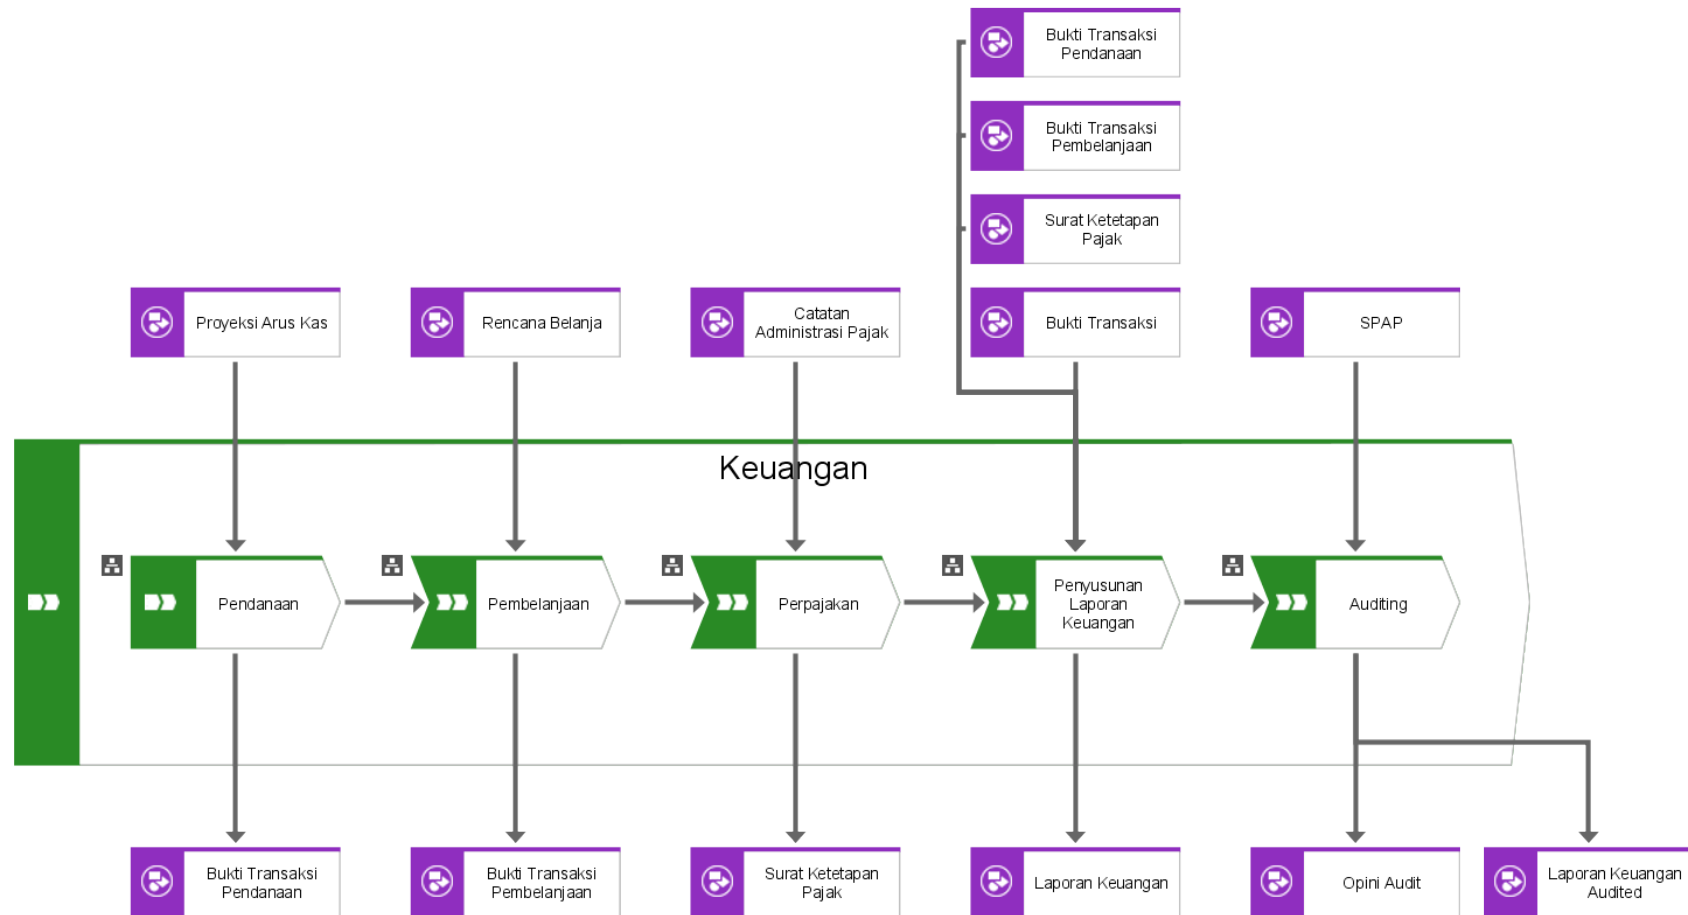 Bukti Transaksi
Pendanaan
Bukti Transaksi
Pembelanjaan
Surat Ketetapan
Pajak
Proyeksi Arus Kas
Rencana Belanja
Catatan
Administrasi Pajak
Bukti Transaksi
SPAP
Keuangan
Pendanaan
Pembelanjaan
Perpajakan
Penyusunan
Laporan
Keuangan
Auditing
Bukti Transaksi
Pendanaan
Bukti Transaksi
Pembelanjaan
Surat Ketetapan
Pajak
Laporan Keuangan
Opini Audit
Laporan Keuangan
Audited